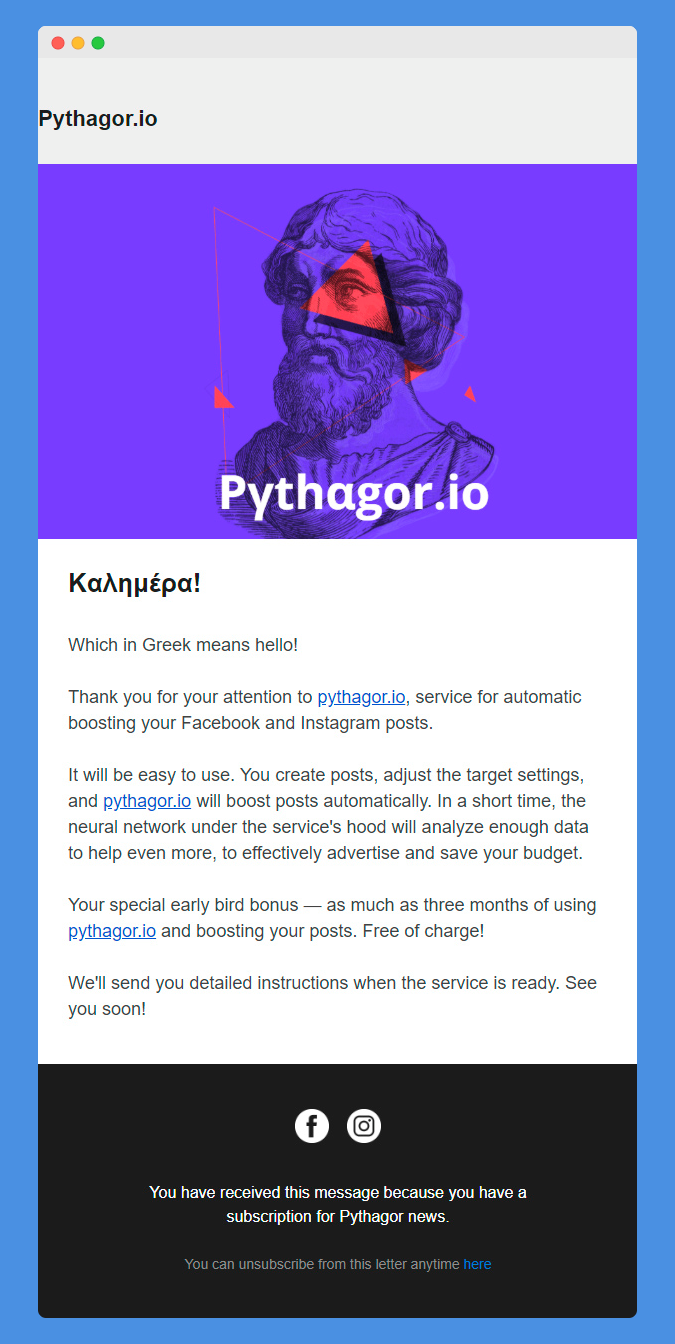 Pythagor.io
Pythαgor.io
Καλημέρα!
Which in Greek means hello!
Thank you for your attention to pythagor.io, service for automatic
boosting your Facebook and Instagram posts.
It will be easy to use. You create posts, adjust the target settings,
and pythagor.io will boost posts automatically. In a short time, the
neural network under the service's hood will analyze enough data
to help even more, to effectively advertise and save your budget.
Your special early bird bonus — as much as three months of using
pythagor.io and boosting your posts. Free of charge!
We'll send you detailed instructions when the service is ready. See
you soon!
You have received this message because you have a
subscription for Pythagor news.
You can unsubscribe from this letter anytime here